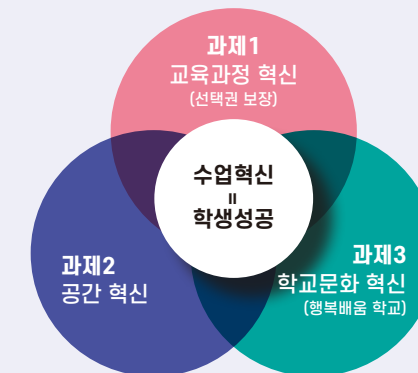 과제1
교육과정 혁신
(선택권 보장)
수업혁신
=
학생성공
과제2
공간 혁신
과제3
학교문화 혁신
(행복배움 학교)